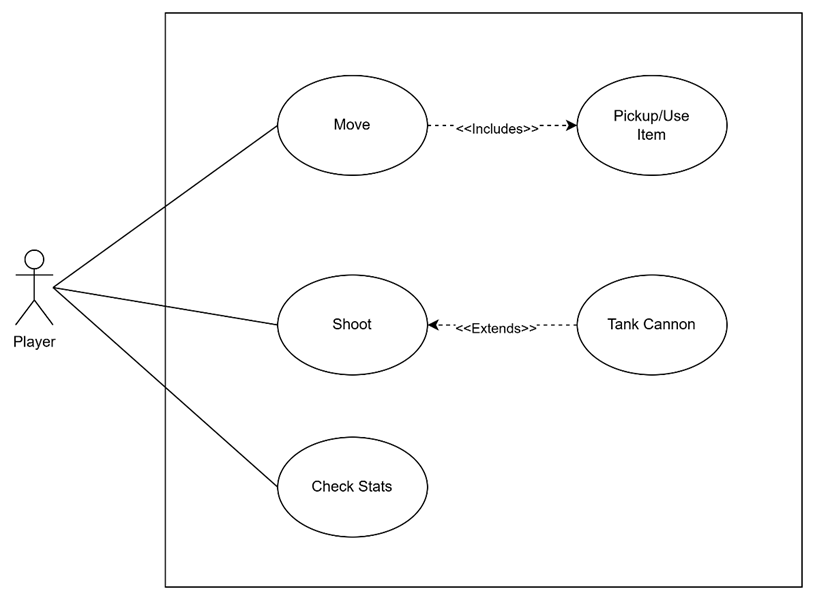 Move
<<Includes>>
Pickup/Use
Item
Player
Shoot
<<Extends>>
Tank Cannon
Check Stats